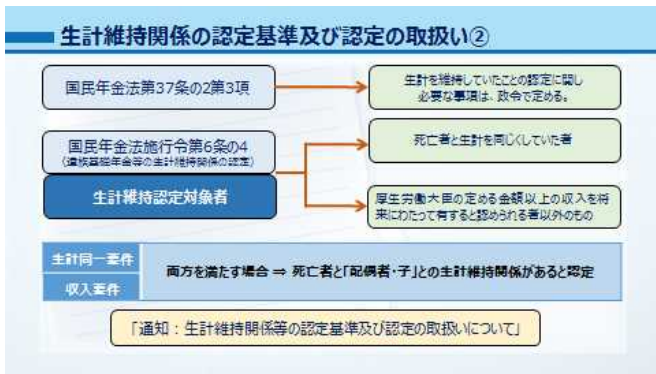 生計維持関係の認定基準及び認定の取扱い②
国民年金法第37条の2第3項
生計を維持していたことの認定に関し
必要な事項は、政令で定める。
国民年金法施行令第6条の4
(遺族基礎年金等の生計維持関係の認定)
死亡者と生計を同じくしていた者
生計維持認定対象者
厚生労働大臣の定める金額以上の収入を将
来にわたって有すると認められる者以外のもの
生計同一要件
収入要件
両方を満たす場合 ⇒ 死亡者と「配偶者・子」との生計維持関係があると認定
「通知：生計維持関係等の認定基準及び認定の取扱いについて」